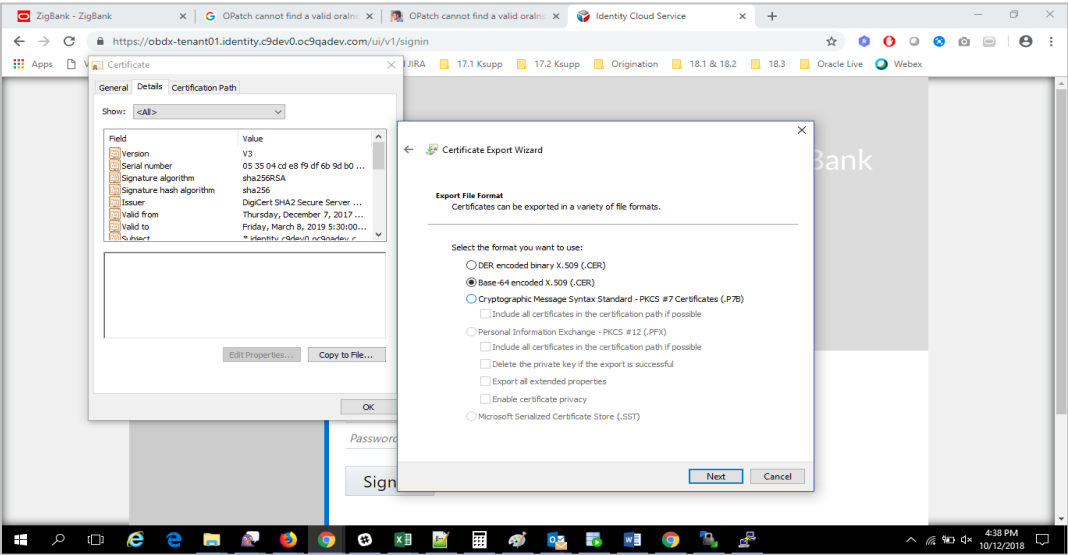 ZigBank - ZigBank
OPatch cannot find a valid oraIn
OPatch cannot find a valid oraIn
Identity Cloud Service
https://obdx-tenant01.identity.c9dev0.oc9qadev.com/ui/v1/signin
Apps
JIRA
17.1 Ksupp
17.2 Ksupp
Origination
18.1 & 18.2
18.3
Oracle Live
Webex
Certificate
General Details Certification Path
Show: <All>
Field Value
Version V3
Serial number 05 35 04 cd e8 f9 df 6b 9d b0 ...
Signature algorithm sha256RSA
Signature hash algorithm sha256
Issuer DigiCert SHA2 Secure Server ...
Valid from Thursday, December 7, 2017 ...
Valid to Friday, March 8, 2019 5:30:00...
Subject *.identity.c9dev0.oc9qadev.c...
Edit Properties... Copy to File...
OK
Bank
Password
Sign
Certificate Export Wizard
Export File Format
Certificates can be exported in a variety of file formats.
Select the format you want to use:
DER encoded binary X.509 (.CER)
Base-64 encoded X.509 (.CER)
Cryptographic Message Syntax Standard - PKCS #7 Certificates (.P7B)
Include all certificates in the certification path if possible
Personal Information Exchange - PKCS #12 (.PFX)
Include all certificates in the certification path if possible
Delete the private key if the export is successful
Export all extended properties
Enable certificate privacy
Microsoft Serialized Certificate Store (.SST)
Next Cancel
4:38 PM
10/12/2018